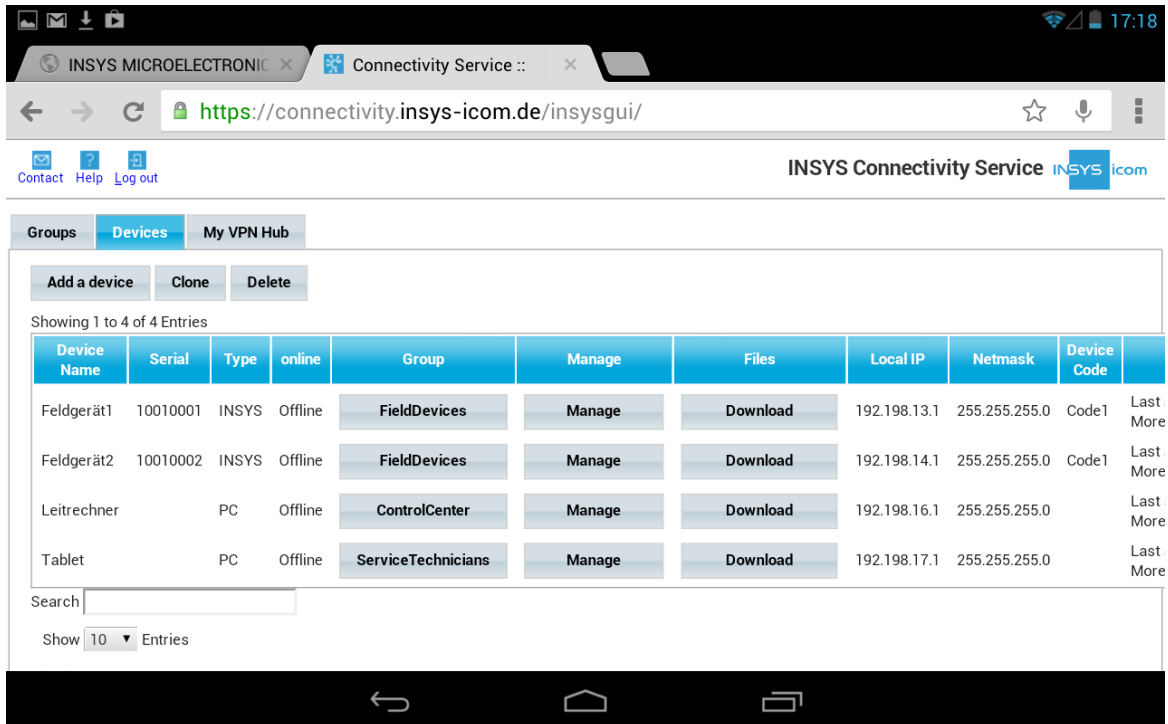 17:18
INSYS MICROELECTRONIC
Connectivity Service ::
https://connectivity.insys-icom.de/insysgui/
Contact Help Log out
INSYS Connectivity Service INSYS icom
Groups Devices My VPN Hub
Add a device Clone Delete
Showing 1 to 4 of 4 Entries
Device Name Serial Type online Group Manage Files Local IP Netmask Device Code
Feldgerät1 10010001 INSYS Offline FieldDevices Manage Download 192.198.13.1 255.255.255.0 Code1 Last
More
Feldgerät2 10010002 INSYS Offline FieldDevices Manage Download 192.198.14.1 255.255.255.0 Code1 Last
More
Leitrechner PC Offline ControlCenter Manage Download 192.198.16.1 255.255.255.0 Last
More
Tablet PC Offline ServiceTechnicians Manage Download 192.198.17.1 255.255.255.0 Last
More
Search
Show 10 Entries